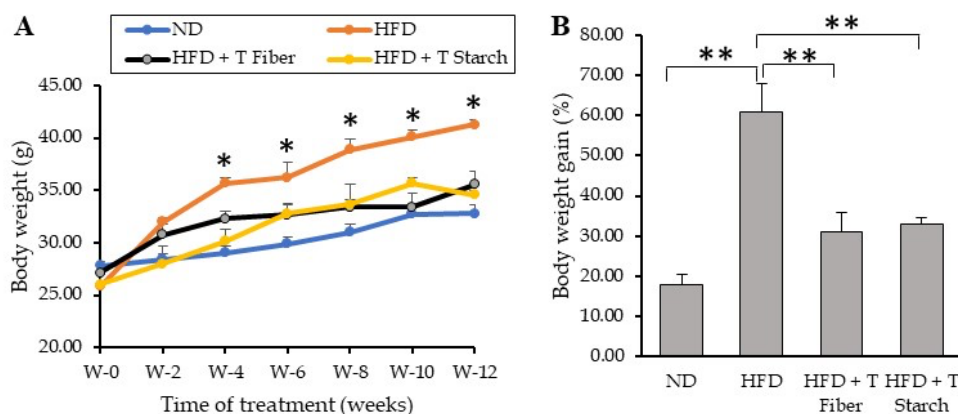 A
ND
HFD
HFD + T Fiber
HFD + T Starch
Body weight (g)
45.00
40.00
35.00
30.00
25.00
20.00
* * * * *
W-0 W-2 W-4 W-6 W-8 W-10 W-12
Time of treatment (weeks)
B
Body weight gain (%)
80.00
70.00
60.00
50.00
40.00
30.00
20.00
10.00
0.00
**
** **
ND HFD HFD + T HFD + T
Fiber Starch